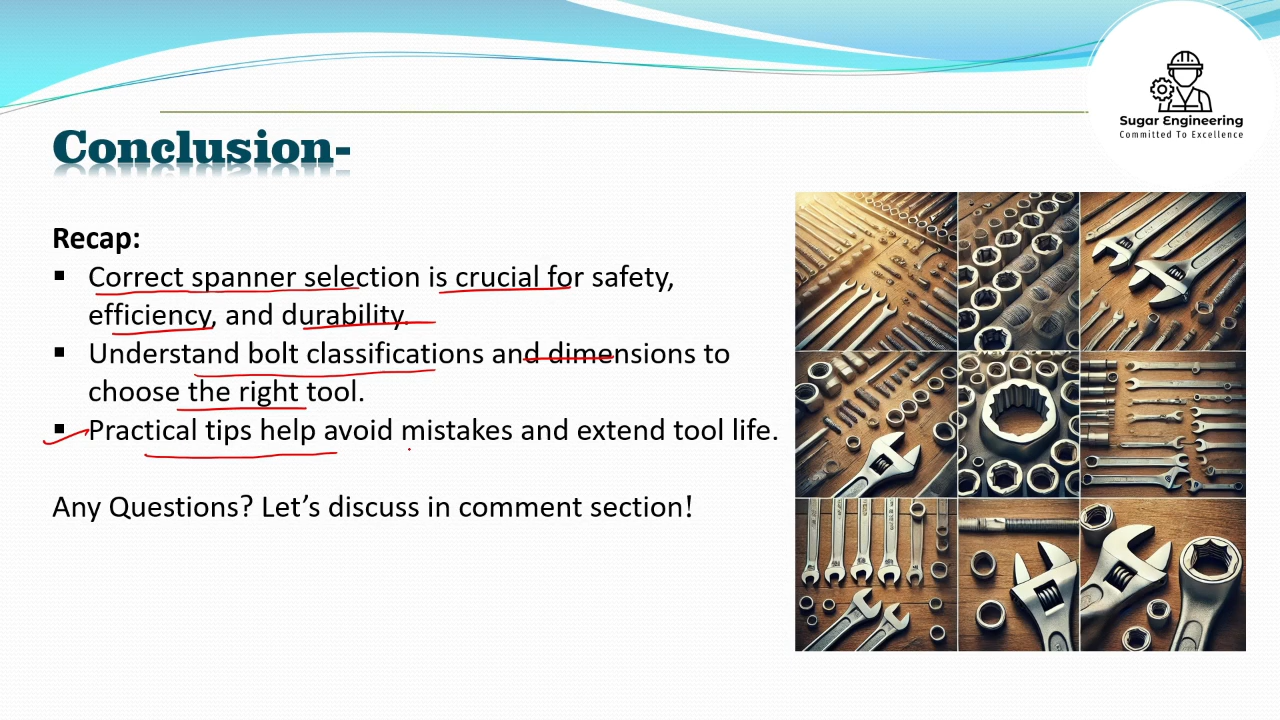 Sugar Engineering
Committed To Excellence
Conclusion-
Recap:
▪ Correct spanner selection is crucial for safety,
efficiency, and durability.
▪ Understand bolt classifications and dimensions to
choose the right tool.
▪ Practical tips help avoid mistakes and extend tool life.
Any Questions? Let’s discuss in comment section!